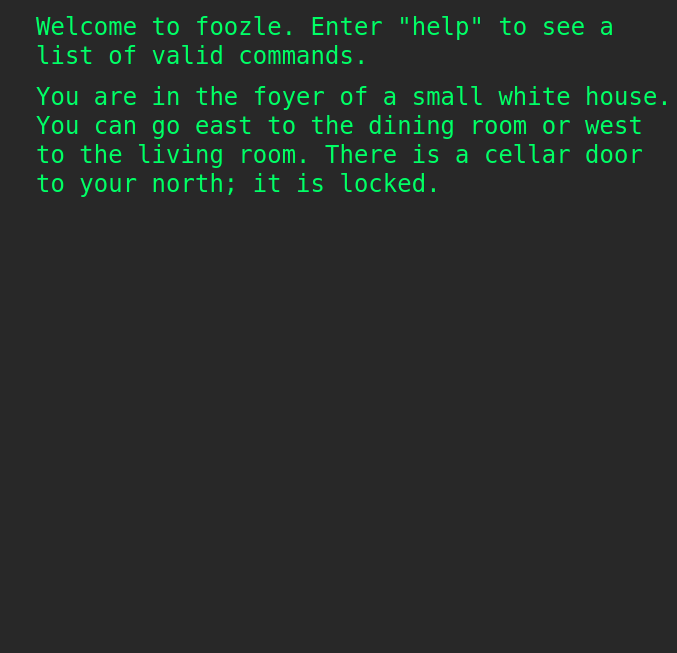 Welcome to foozle. Enter "help" to see a
list of valid commands.
You are in the foyer of a small white house.
You can go east to the dining room or west
to the living room. There is a cellar door
to your north; it is locked.